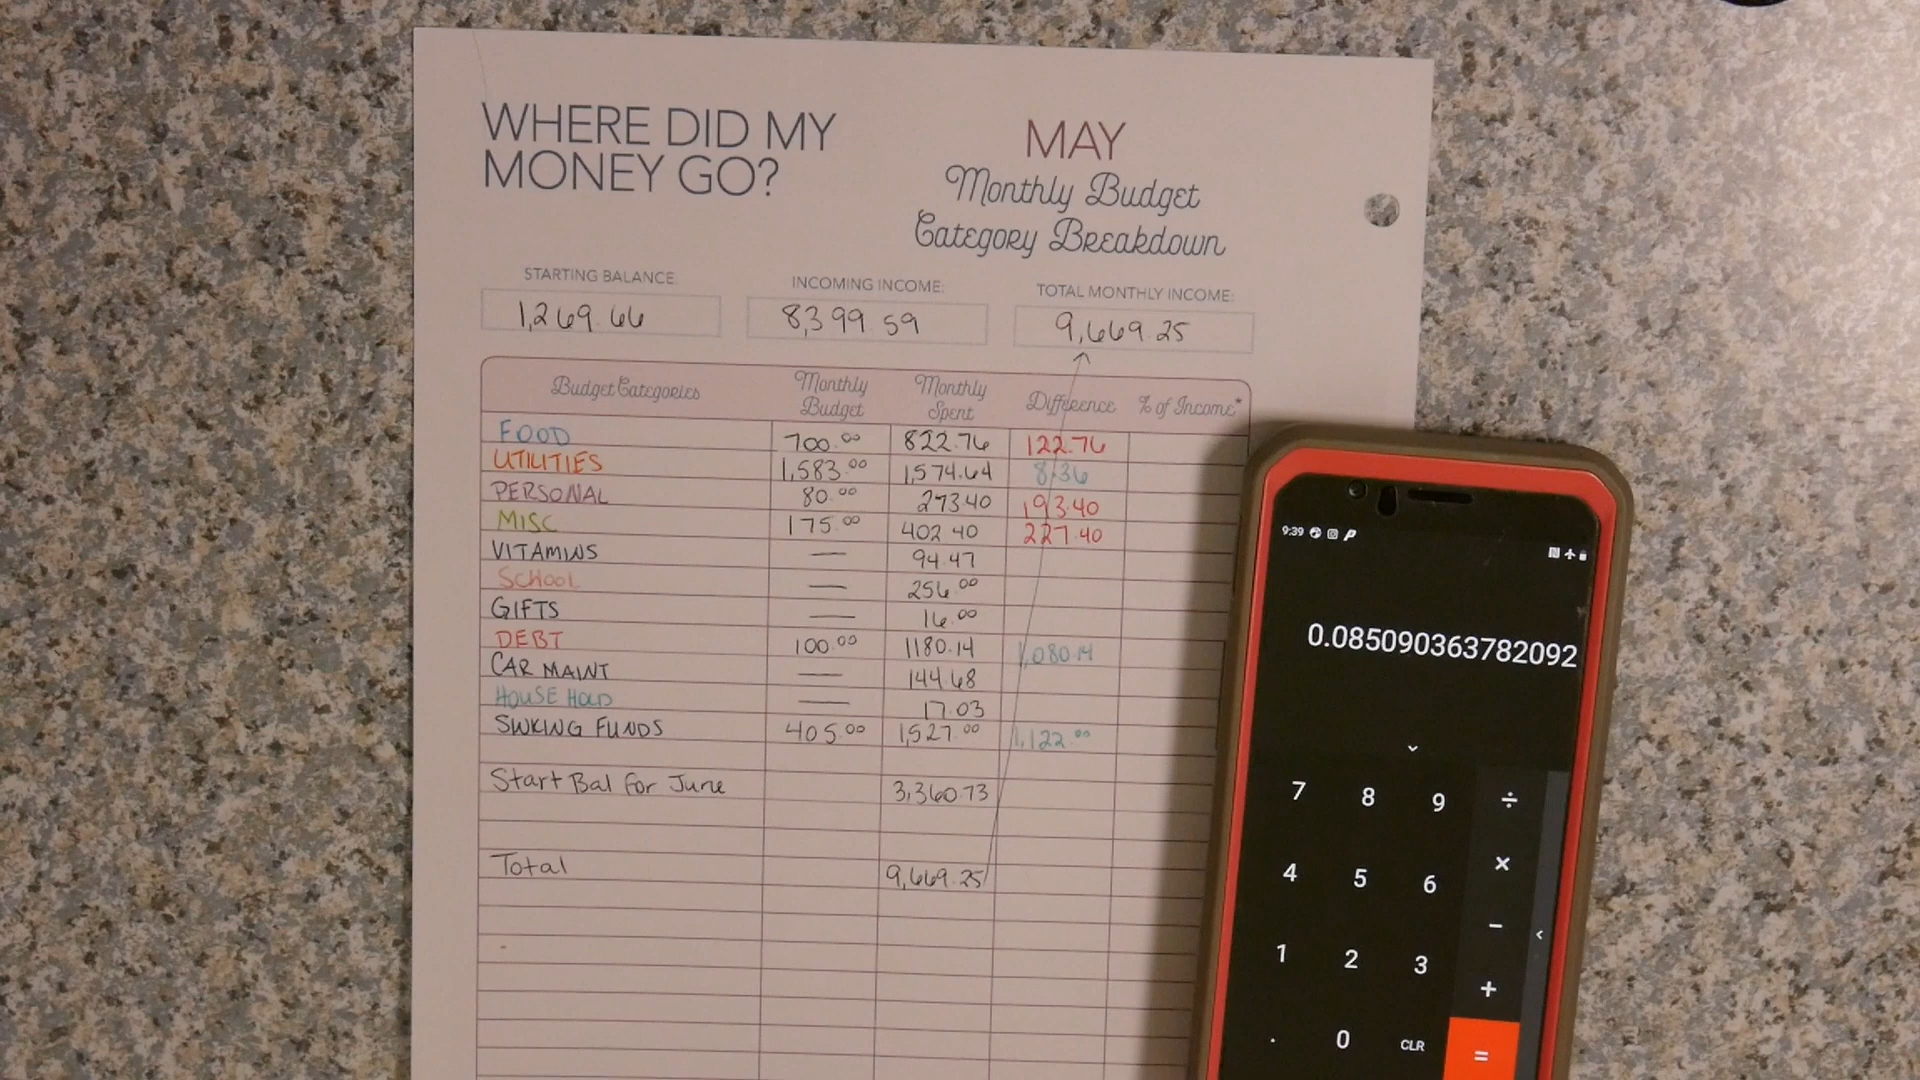 WHERE DID MY
MONEY GO?
MAY
Monthly Budget
Category Breakdown
STARTING BALANCE:
INCOMING INCOME:
TOTAL MONTHLY INCOME:
1,269.66
8,399.59
9,669.25
Budget Categories Monthly Budget Monthly Spent Difference % of Income*
FOOD 700.00 822.76 122.76
UTILITIES 1,583.00 1,574.64 8.36
PERSONAL 80.00 273.40 193.40
MISC 175.00 402.40 227.40
VITAMINS — 94.47
SCHOOL — 256.00
GIFTS — 16.00
DEBT 100.00 1180.14 1,080.14
CAR MAINT — 144.68
HOUSE HOLD — 17.03
SINKING FUNDS 405.00 1,527.00 1,122.00
Start Bal for June 3,360.73
Total 9,669.25
9:39
0.085090363782092
7 8 9 ÷
4 5 6 ×
1 2 3 −
+
. 0 CLR =